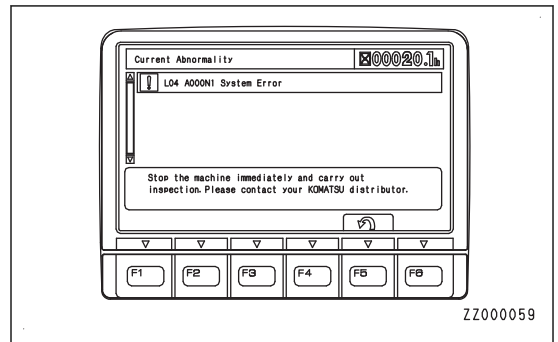 Current Abnormality 00020.1h
L04 A000N1 System Error
Stop the machine immediately and carry out
inspection. Please contact your KOMATSU distributor.
F1 F2 F3 F4 F5 F6
ZZ000059